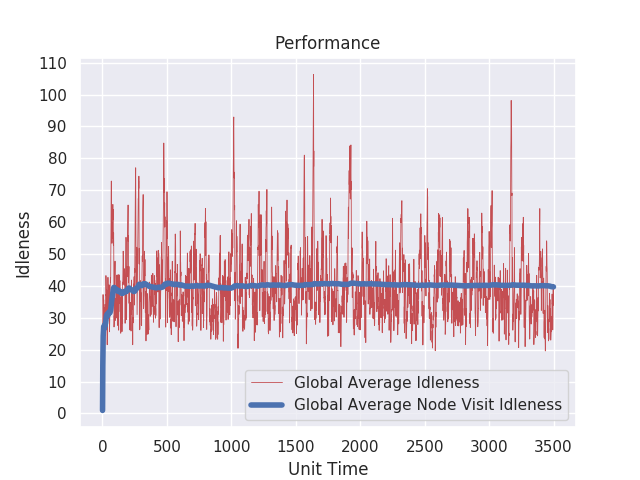 Performance
110
100
90
80
70
60
50
40
30
20
10
0
Idleness
Global Average Idleness
Global Average Node Visit Idleness
0 500 1000 1500 2000 2500 3000 3500
Unit Time